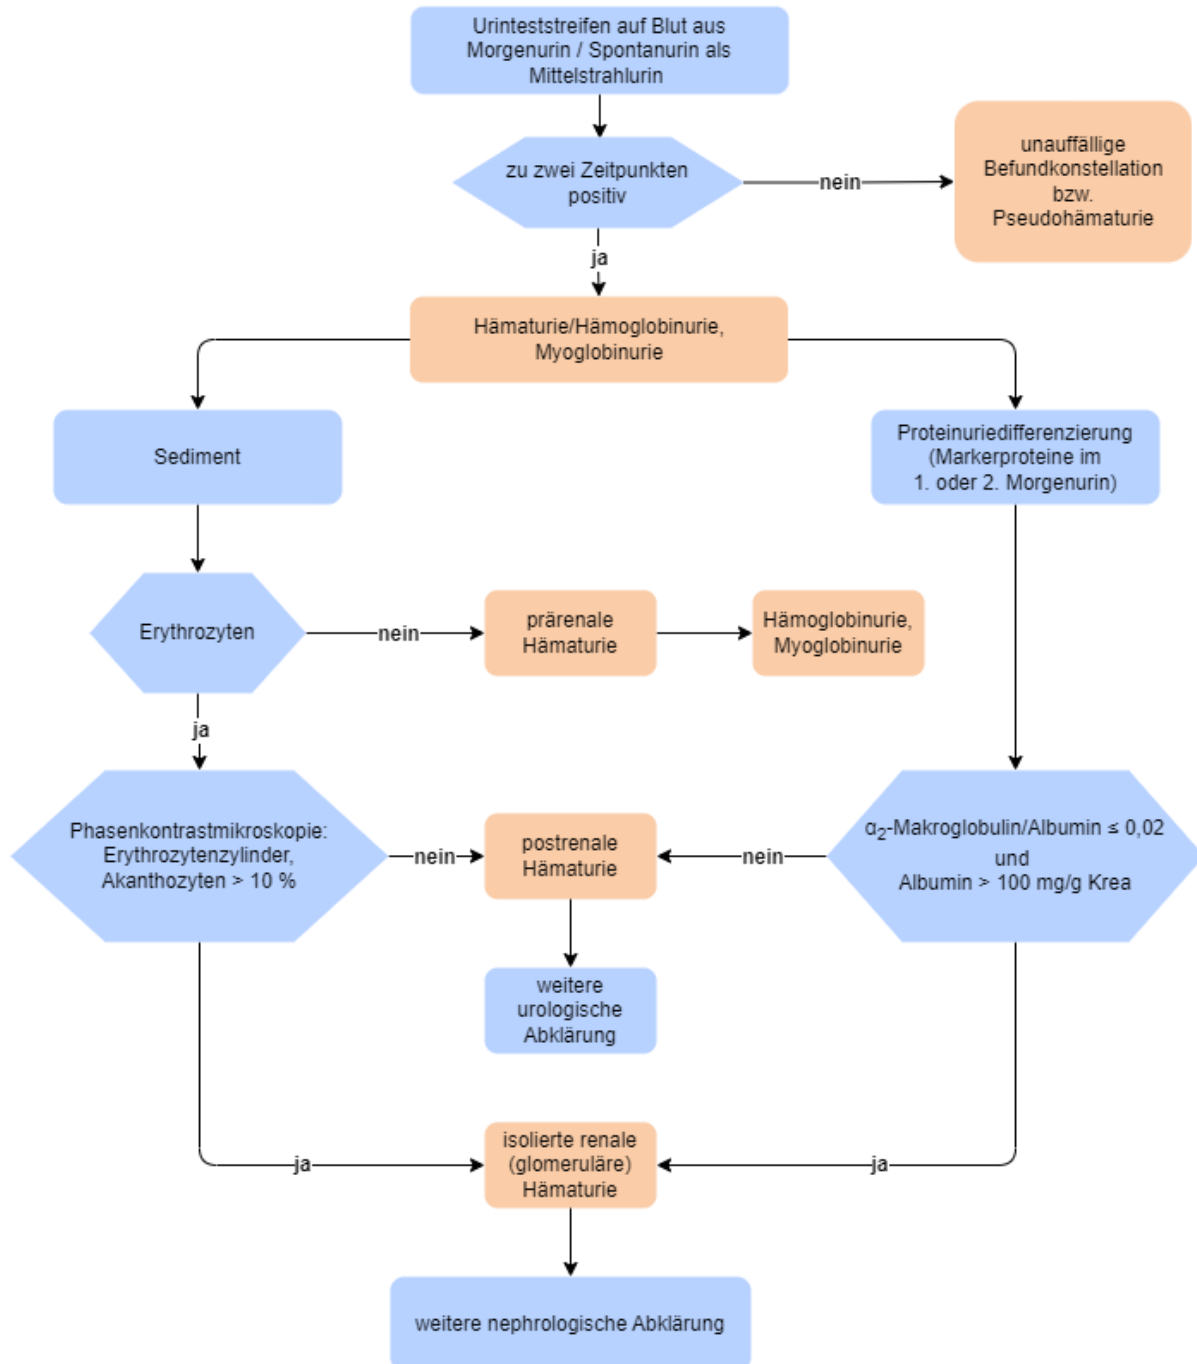 Urinteststreifen auf Blut aus
Morgenurin / Spontanurin als
Mittelstrahlurin
zu zwei Zeitpunkten
positiv
nein
unauffällige
Befundkonstellation
bzw.
Pseudohämaturie
ja
Hämaturie/Hämoglobinurie,
Myoglobinurie
Sediment
Proteinuriedifferenzierung
(Markerproteine im
1. oder 2. Morgenurin)
Erythrozyten
nein
prärenale
Hämaturie
Hämoglobinurie,
Myoglobinurie
ja
Phasenkontrastmikroskopie:
Erythrozytenzylinder,
Akanthozyten > 10 %
nein
postrenale
Hämaturie
nein
α₂-Makroglobulin/Albumin ≤ 0,02
und
Albumin > 100 mg/g Krea
weitere
urologische
Abklärung
ja
isolierte renale
(glomeruläre)
Hämaturie
ja
weitere nephrologische Abklärung